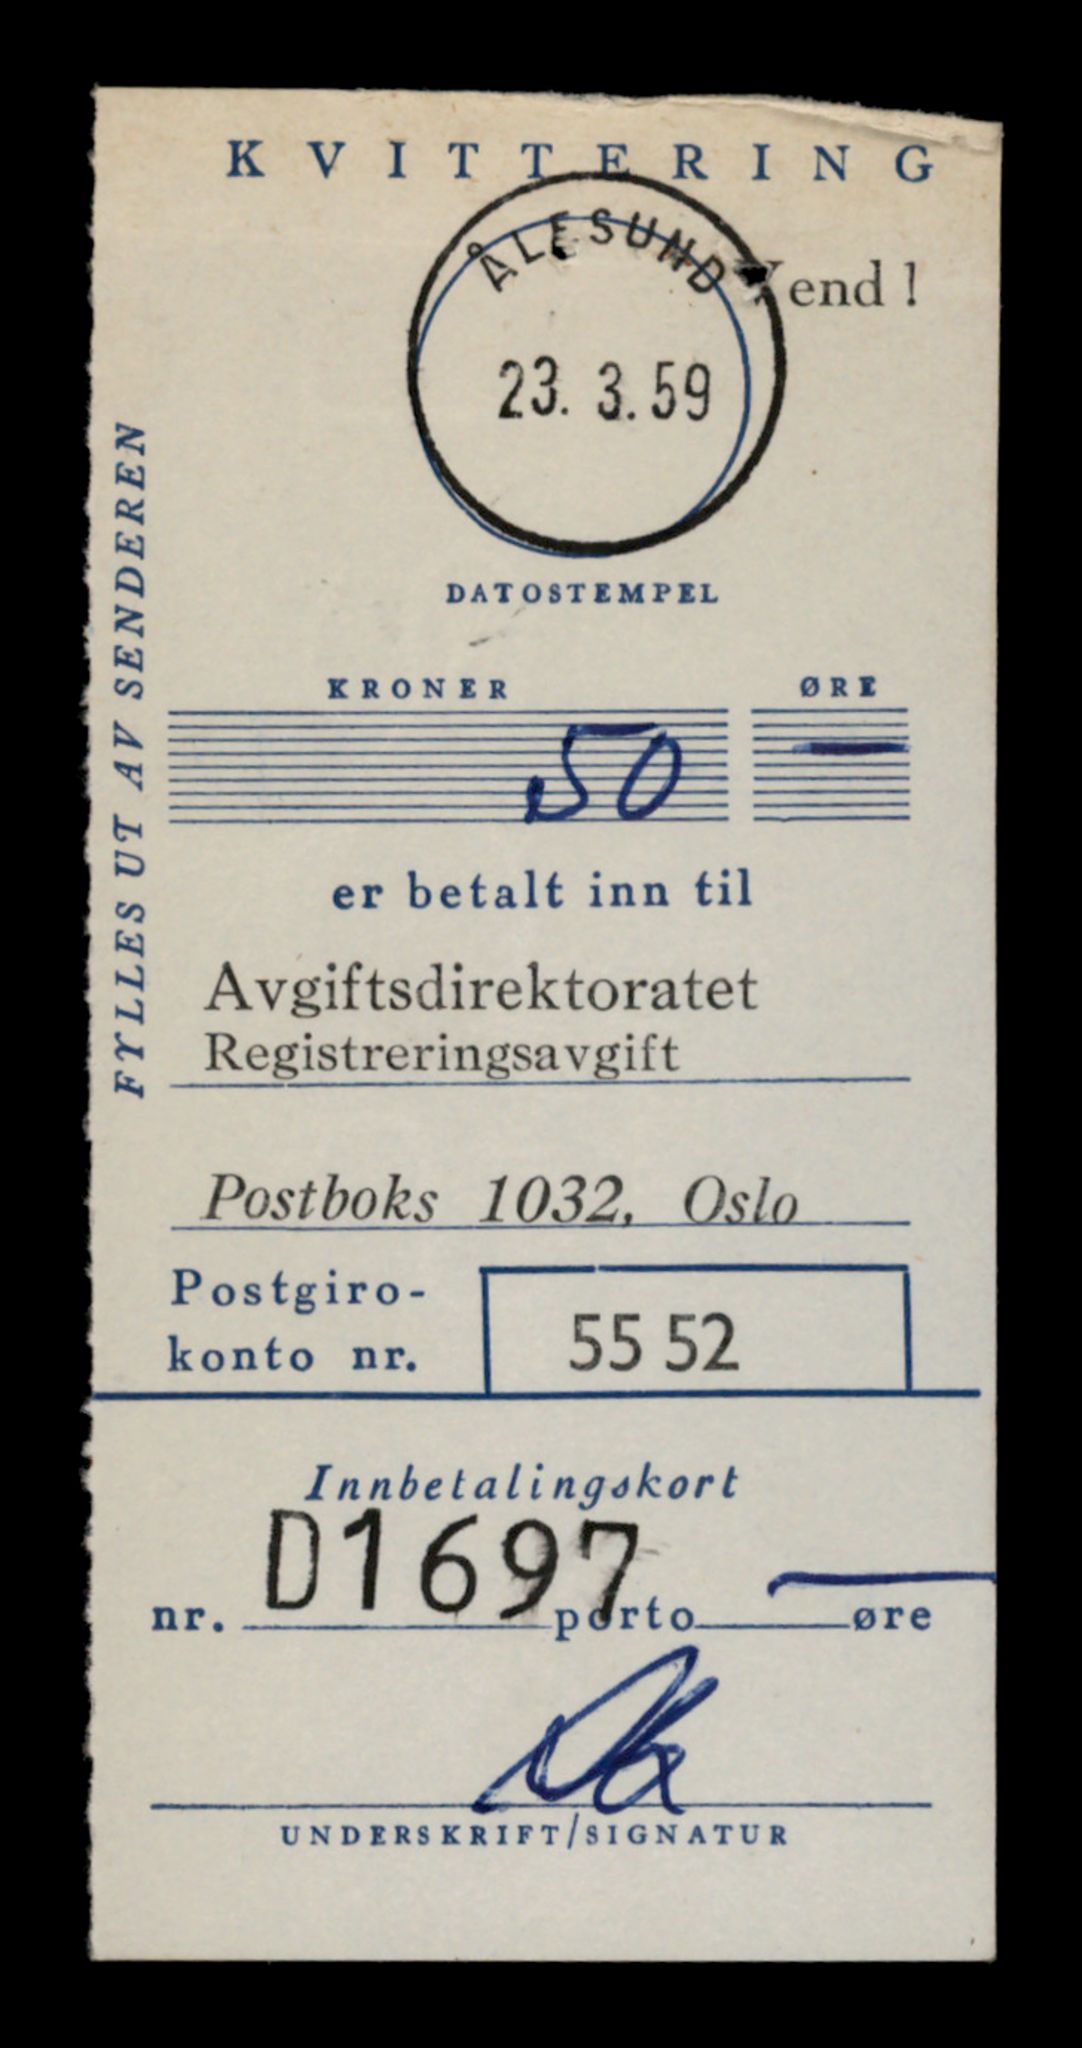 KVITTERING
ÅLESUND
Vend !
23. 3.59
DATOSTEMPEL
FYLLES UT AV SENDEREN
KRONER ØRE
50 —
er betalt inn til
Avgiftsdirektoratet
Registreringsavgift
Postboks 1032, Oslo
Postgiro-
konto nr. 55 52
Innbetalingskort
nr. D1697 porto — øre
UNDERSKRIFT/SIGNATUR